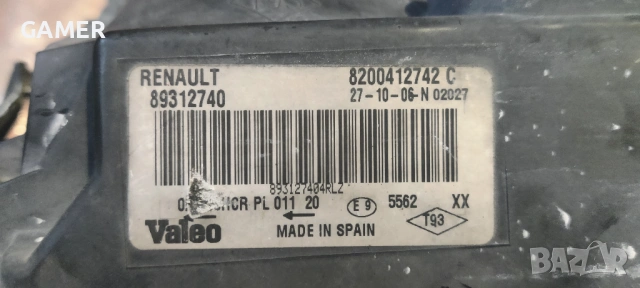 GAMER
RENAULT 8200412742 C
89312740 27-10-06-N 02027
893127404RLZ
HCR PL 011 20 E 9 5562 XX
Valeo MADE IN SPAIN T93
bazar